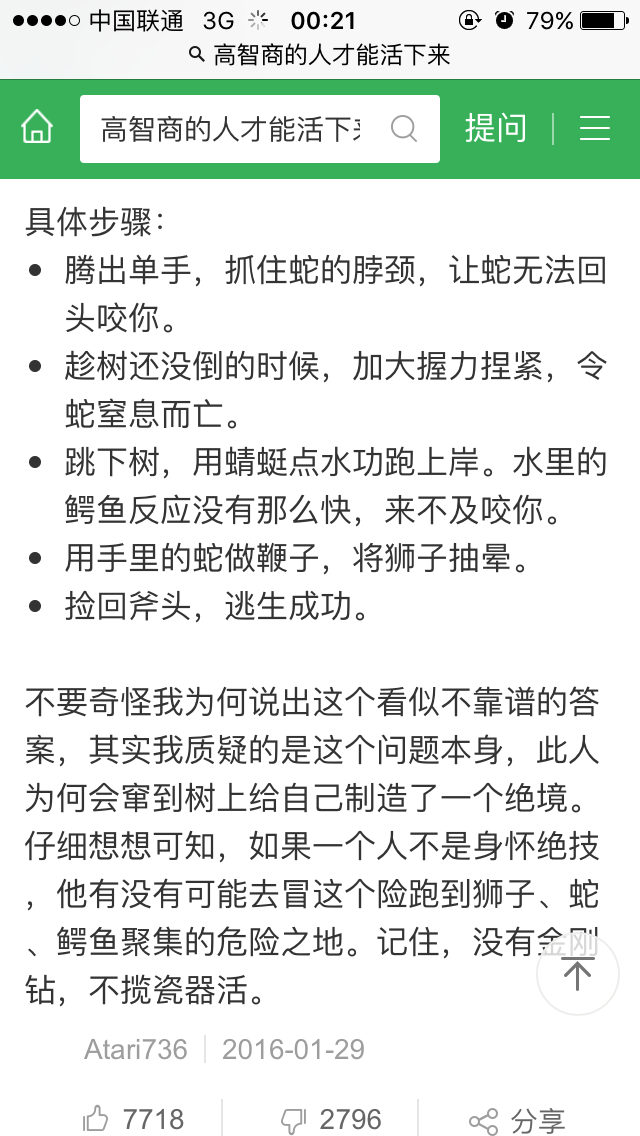 中国联通 3G 00:21 79%
高智商的人才能活下来
高智商的人才能活下 提问
具体步骤：
• 腾出单手，抓住蛇的脖颈，让蛇无法回
头咬你。
• 趁树还没倒的时候，加大握力捏紧，令
蛇窒息而亡。
• 跳下树，用蜻蜓点水功跑上岸。水里的
鳄鱼反应没有那么快，来不及咬你。
• 用手里的蛇做鞭子，将狮子抽晕。
• 捡回斧头，逃生成功。
不要奇怪我为何说出这个看似不靠谱的答
案，其实我质疑的是这个问题本身，此人
为何会窜到树上给自己制造了一个绝境。
仔细想想可知，如果一个人不是身怀绝技
，他有没有可能去冒这个险跑到狮子、蛇
、鳄鱼聚集的危险之地。记住，没有金刚
钻，不揽瓷器活。
Atari736 2016-01-29
7718 2796 分享